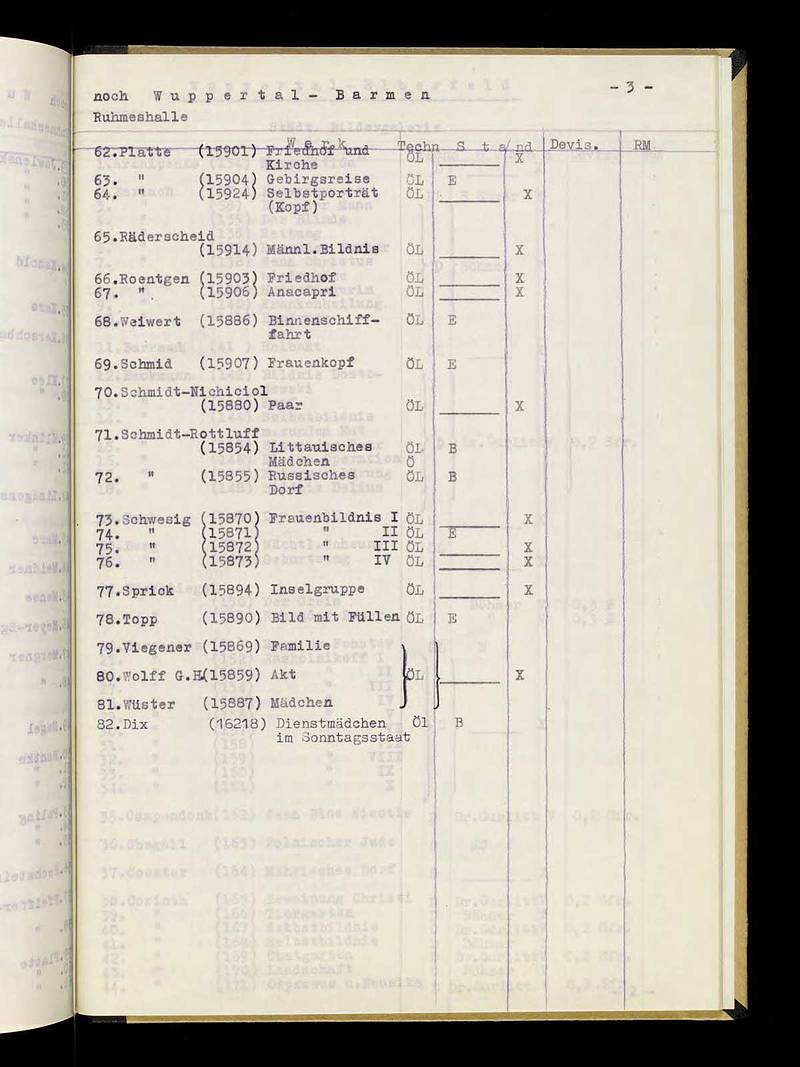 - 3 -
noch Wuppertal- Barmen
Ruhmeshalle
Werk Techn Stand Devis. RM
62.Platte (15901) Friedhof und ÖL X
Kirche
63. " (15904) Gebirgsreise ÖL E
64. " (15924) Selbstporträt ÖL X
(Kopf)
65.Räderscheid
(15914) Männl.Bildnis ÖL X
66.Roentgen (15903) Friedhof ÖL X
67. " (15906) Anacapri ÖL X
68.Weiwert (15886) Binnenschiff- ÖL E
fahrt
69.Schmid (15907) Frauenkopf ÖL E
70.Schmidt-Nichiciol
(15880) Paar ÖL X
71.Schmidt-Rottluff
(15854) Littauisches ÖL B
Mädchen Ö
72. " (15855) Russisches ÖL B
Dorf
73.Schwesig (15870) Frauenbildnis I ÖL X
74. " (15871) " II ÖL E
75. " (15872) " III ÖL X
76. " (15873) " IV ÖL X
77.Sprick (15894) Inselgruppe ÖL X
78.Topp (15890) Bild mit Füllen ÖL E
79.Viegener (15869) Familie
80.Wolff G.H.(15859) Akt ÖL X
81.Wüster (15887) Mädchen
82.Dix (16218) Dienstmädchen Öl B
im Sonntagsstaat